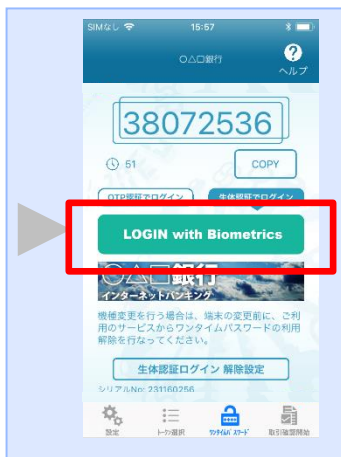 SIMなし 15:57
○△□銀行
ヘルプ
38072536
51 COPY
OTP認証でログイン 生体認証でログイン
LOGIN with Biometrics
○△□銀行
インターネットバンキング
機種変更を行う場合は、端末の変更前に、ご利
用のサービスからワンタイムパスワードの利用
解除を行なってください。
生体認証ログイン 解除設定
シリアルNo: 231160256
設定 トークン選択 ワンタイムパスワード 取引確認開始